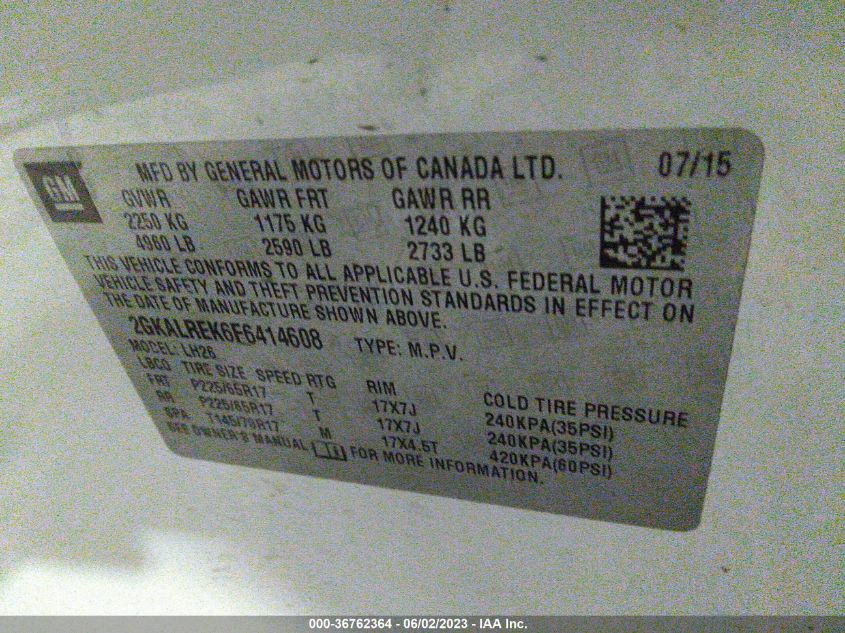 GM
MFD BY GENERAL MOTORS OF CANADA LTD. 07/15
GVWR GAWR FRT GAWR RR
2250 KG 1175 KG 1240 KG
4960 LB 2590 LB 2733 LB
THIS VEHICLE CONFORMS TO ALL APPLICABLE U.S. FEDERAL MOTOR
VEHICLE SAFETY AND THEFT PREVENTION STANDARDS IN EFFECT ON
THE DATE OF MANUFACTURE SHOWN ABOVE.
2GKALREK6F6414608 TYPE: M.P.V.
MODEL: LH26
LBCO TIRE SIZE SPEED RTG RIM COLD TIRE PRESSURE
FRT P225/65R17 T 17X7J 240KPA(35PSI)
RR P225/65R17 T 17X7J 240KPA(35PSI)
SPA T145/70R17 M 17X4.5T 420KPA(60PSI)
SEE OWNER'S MANUAL FOR MORE INFORMATION.
000-36762364 - 06/02/2023 - IAA Inc.